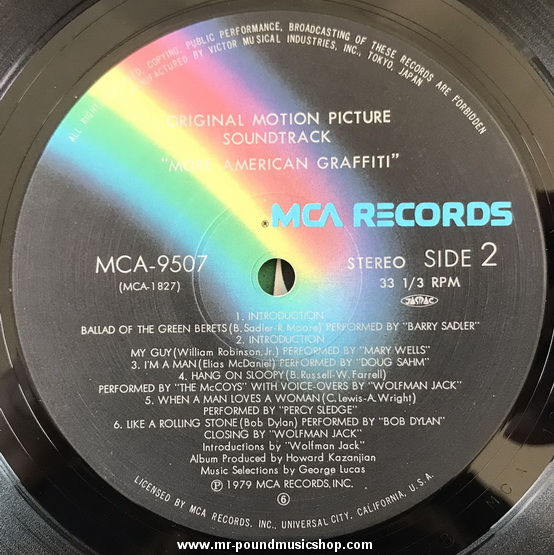 ALL RIGHTS RESERVED COPYING, PUBLIC PERFORMANCE, BROADCASTING OF THESE RECORDS ARE FORBIDDEN
MANUFACTURED BY VICTOR MUSICAL INDUSTRIES, INC., TOKYO, JAPAN
ORIGINAL MOTION PICTURE
SOUNDTRACK
"MORE AMERICAN GRAFFITI"
® MCA RECORDS
MCA-9507
(MCA-1827)
STEREO SIDE 2
33 1/3 RPM
JASRAC
1. INTRODUCTION
BALLAD OF THE GREEN BERETS (B. Sadler-R. Moore) PERFORMED BY "BARRY SADLER"
2. INTRODUCTION
MY GUY (William Robinson, Jr.) PERFORMED BY "MARY WELLS"
3. I'M A MAN (Elias McDaniel) PERFORMED BY "DOUG SAHM"
4. HANG ON SLOOPY (B. Russell-W. Farrell)
PERFORMED BY "THE McCOYS" WITH VOICE-OVERS BY "WOLFMAN JACK"
5. WHEN A MAN LOVES A WOMAN (C. Lewis-A. Wright)
PERFORMED BY "PERCY SLEDGE"
6. LIKE A ROLLING STONE (Bob Dylan) PERFORMED BY "BOB DYLAN"
CLOSING BY "WOLFMAN JACK"
Introductions by "Wolfman Jack"
Album Produced by Howard Kazanjian
Music Selections by George Lucas
Ⓟ 1979 MCA RECORDS, INC.
⑥
LICENSED BY MCA RECORDS, INC., UNIVERSAL CITY, CALIFORNIA, U.S.A.
MCA
www.mr-poundmusicshop.com